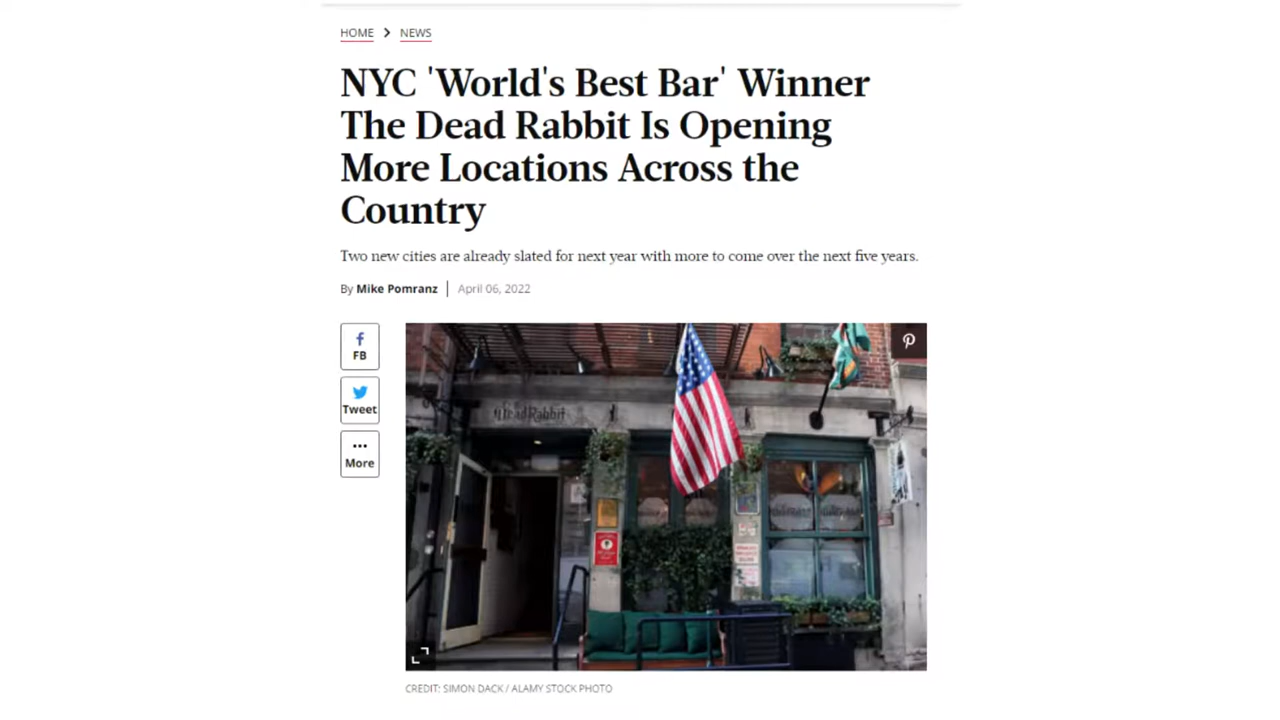 HOME > NEWS
NYC 'World's Best Bar' Winner
The Dead Rabbit Is Opening
More Locations Across the
Country
Two new cities are already slated for next year with more to come over the next five years.
By Mike Pomranz | April 06, 2022
FB
Tweet
More
DeadRabbit
CREDIT: SIMON DACK / ALAMY STOCK PHOTO